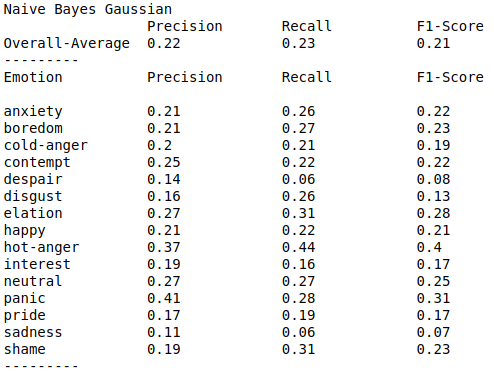 Naive Bayes Gaussian
Precision Recall F1-Score
Overall-Average 0.22 0.23 0.21
---------
Emotion Precision Recall F1-Score
anxiety 0.21 0.26 0.22
boredom 0.21 0.27 0.23
cold-anger 0.2 0.21 0.19
contempt 0.25 0.22 0.22
despair 0.14 0.06 0.08
disgust 0.16 0.26 0.13
elation 0.27 0.31 0.28
happy 0.21 0.22 0.21
hot-anger 0.37 0.44 0.4
interest 0.19 0.16 0.17
neutral 0.27 0.27 0.25
panic 0.41 0.28 0.31
pride 0.17 0.19 0.17
sadness 0.11 0.06 0.07
shame 0.19 0.31 0.23
---------